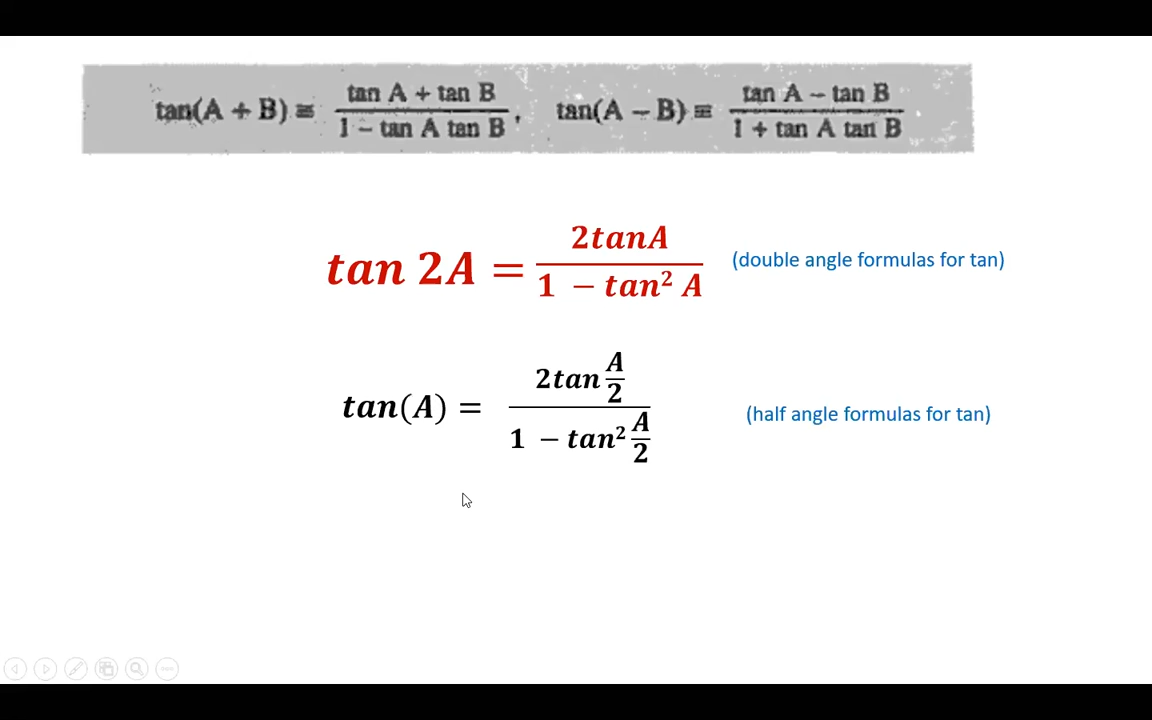 tan(A + B) ≡ (tan A + tan B)/(1 − tan A tan B), tan(A − B) ≡ (tan A − tan B)/(1 + tan A tan B)
tan 2A = 2tanA/(1 − tan² A) (double angle formulas for tan)
tan(A) = (2tan A/2)/(1 − tan² A/2) (half angle formulas for tan)